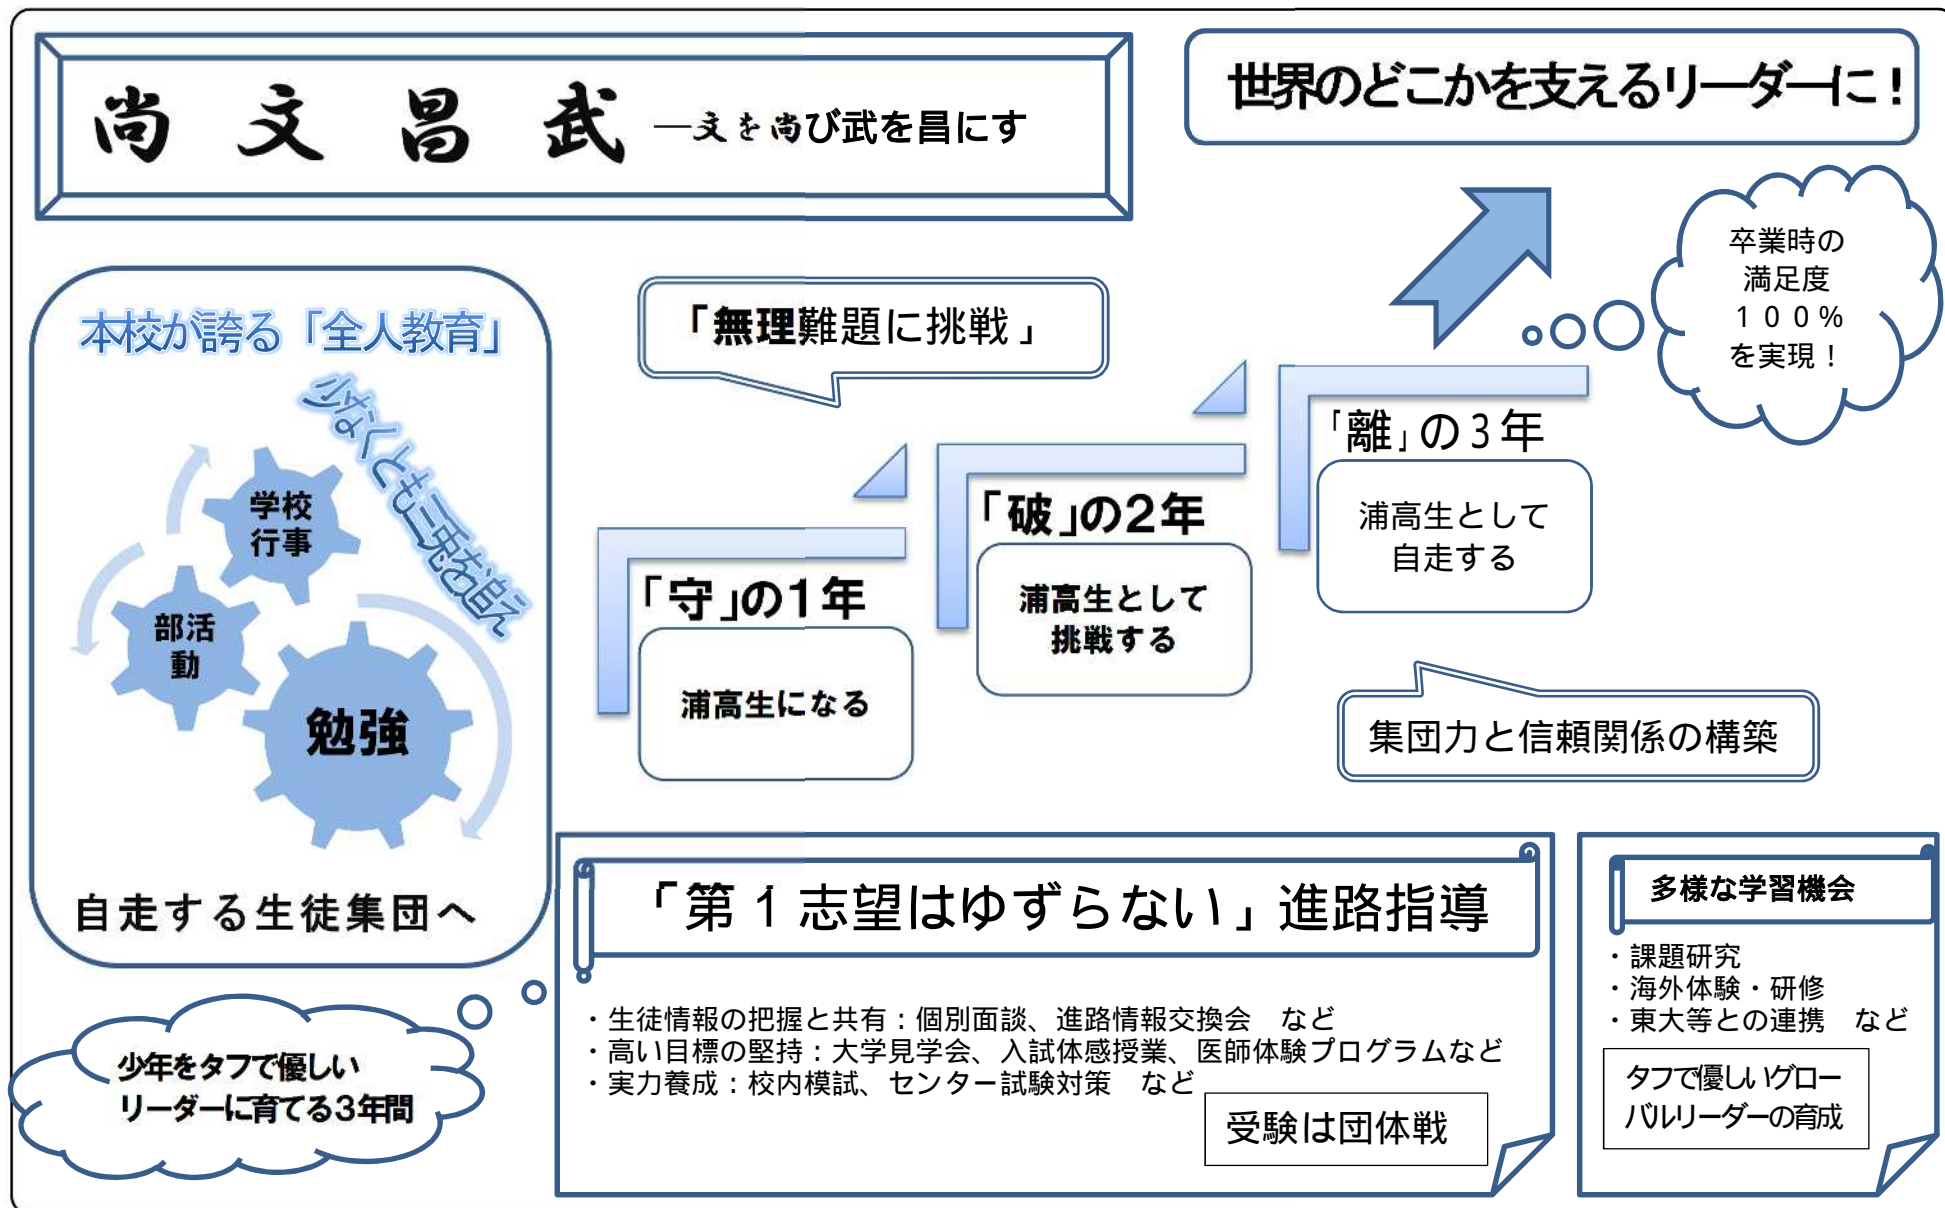 尚文昌武 ―文を尚び武を昌にす
世界のどこかを支えるリーダーに！
卒業時の
満足度
１００％
を実現！
本校が誇る「全人教育」
少なくとも三兎を追え
学校
行事
部活
動
勉強
自走する生徒集団へ
少年をタフで優しい
リーダーに育てる3年間
「無理難題に挑戦」
「守」の1年
浦高生になる
「破」の2年
浦高生として
挑戦する
「離」の3年
浦高生として
自走する
集団力と信頼関係の構築
「第１志望はゆずらない」進路指導
・生徒情報の把握と共有：個別面談、進路情報交換会　など
・高い目標の堅持：大学見学会、入試体感授業、医師体験プログラムなど
・実力養成：校内模試、センター試験対策　など
受験は団体戦
多様な学習機会
・課題研究
・海外体験・研修
・東大等との連携　など
タフで優しいグロー
バルリーダーの育成